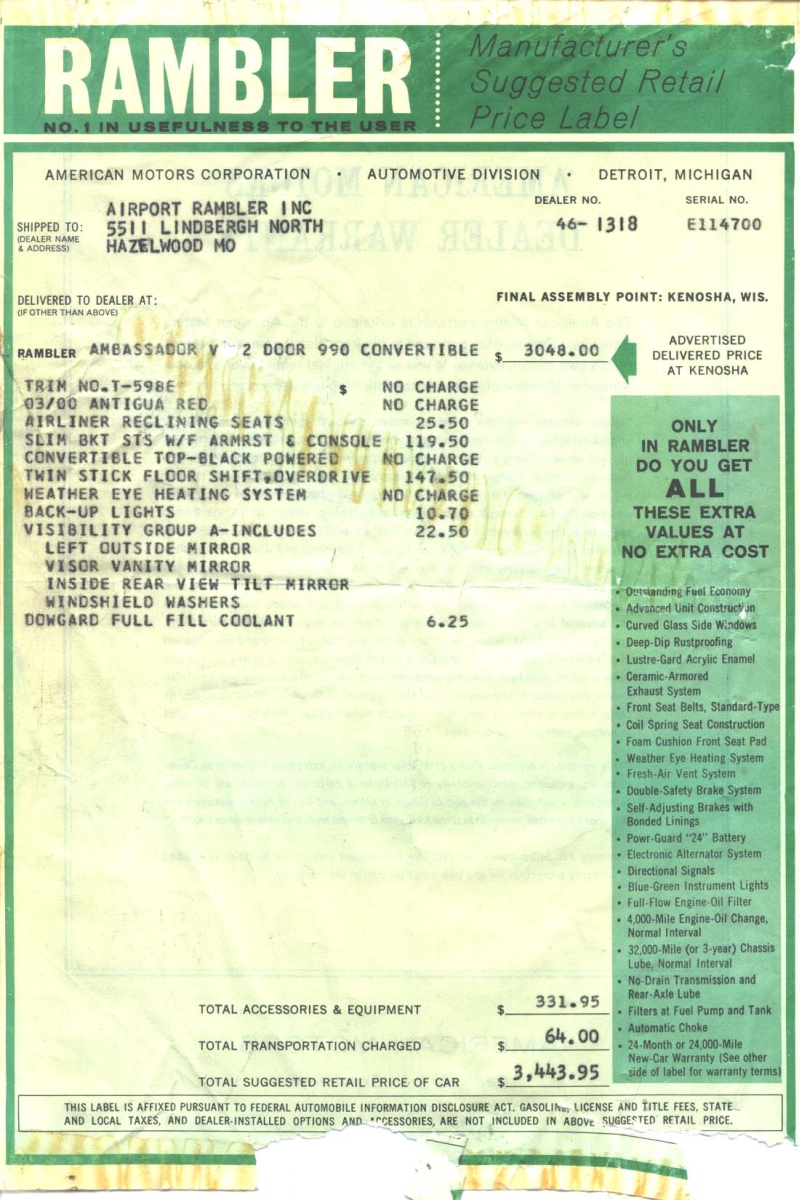 RAMBLER
NO. 1 IN USEFULNESS TO THE USER
Manufacturer's
Suggested Retail
Price Label
AMERICAN MOTORS CORPORATION • AUTOMOTIVE DIVISION • DETROIT, MICHIGAN
DEALER NO. SERIAL NO.
SHIPPED TO:
(DEALER NAME
& ADDRESS)
AIRPORT RAMBLER INC
5511 LINDBERGH NORTH
HAZELWOOD MO
46- 1318 E114700
DELIVERED TO DEALER AT:
(IF OTHER THAN ABOVE)
FINAL ASSEMBLY POINT: KENOSHA, WIS.
RAMBLER AMBASSADOR V 2 DOOR 990 CONVERTIBLE $ 3048.00
ADVERTISED
DELIVERED PRICE
AT KENOSHA
TRIM NO.T-598E $ NO CHARGE
03/00 ANTIGUA RED NO CHARGE
AIRLINER RECLINING SEATS 25.50
SLIM BKT STS W/F ARMRST & CONSOLE 119.50
CONVERTIBLE TOP-BLACK POWERED NO CHARGE
TWIN STICK FLOOR SHIFT,OVERDRIVE 147.50
WEATHER EYE HEATING SYSTEM NO CHARGE
BACK-UP LIGHTS 10.70
VISIBILITY GROUP A-INCLUDES 22.50
LEFT OUTSIDE MIRROR
VISOR VANITY MIRROR
INSIDE REAR VIEW TILT MIRROR
WINDSHIELD WASHERS
DOWGARD FULL FILL COOLANT 6.25
ONLY
IN RAMBLER
DO YOU GET
ALL
THESE EXTRA
VALUES AT
NO EXTRA COST
• Outstanding Fuel Economy
• Advanced Unit Construction
• Curved Glass Side Windows
• Deep-Dip Rustproofing
• Lustre-Gard Acrylic Enamel
• Ceramic-Armored
Exhaust System
• Front Seat Belts, Standard-Type
• Coil Spring Seat Construction
• Foam Cushion Front Seat Pad
• Weather Eye Heating System
• Fresh-Air Vent System
• Double-Safety Brake System
• Self-Adjusting Brakes with
Bonded Linings
• Powr-Guard "24" Battery
• Electronic Alternator System
• Directional Signals
• Blue-Green Instrument Lights
• Full-Flow Engine-Oil Filter
• 4,000-Mile Engine-Oil Change,
Normal Interval
• 32,000-Mile (or 3-year) Chassis
Lube, Normal Interval
• No-Drain Transmission and
Rear-Axle Lube
• Filters at Fuel Pump and Tank
• Automatic Choke
• 24-Month or 24,000-Mile
New-Car Warranty (See other
side of label for warranty terms)
TOTAL ACCESSORIES & EQUIPMENT $ 331.95
TOTAL TRANSPORTATION CHARGED $ 64.00
TOTAL SUGGESTED RETAIL PRICE OF CAR $ 3,443.95
THIS LABEL IS AFFIXED PURSUANT TO FEDERAL AUTOMOBILE INFORMATION DISCLOSURE ACT. GASOLINE, LICENSE AND TITLE FEES, STATE
AND LOCAL TAXES, AND DEALER-INSTALLED OPTIONS AND ACCESSORIES, ARE NOT INCLUDED IN ABOVE SUGGESTED RETAIL PRICE.